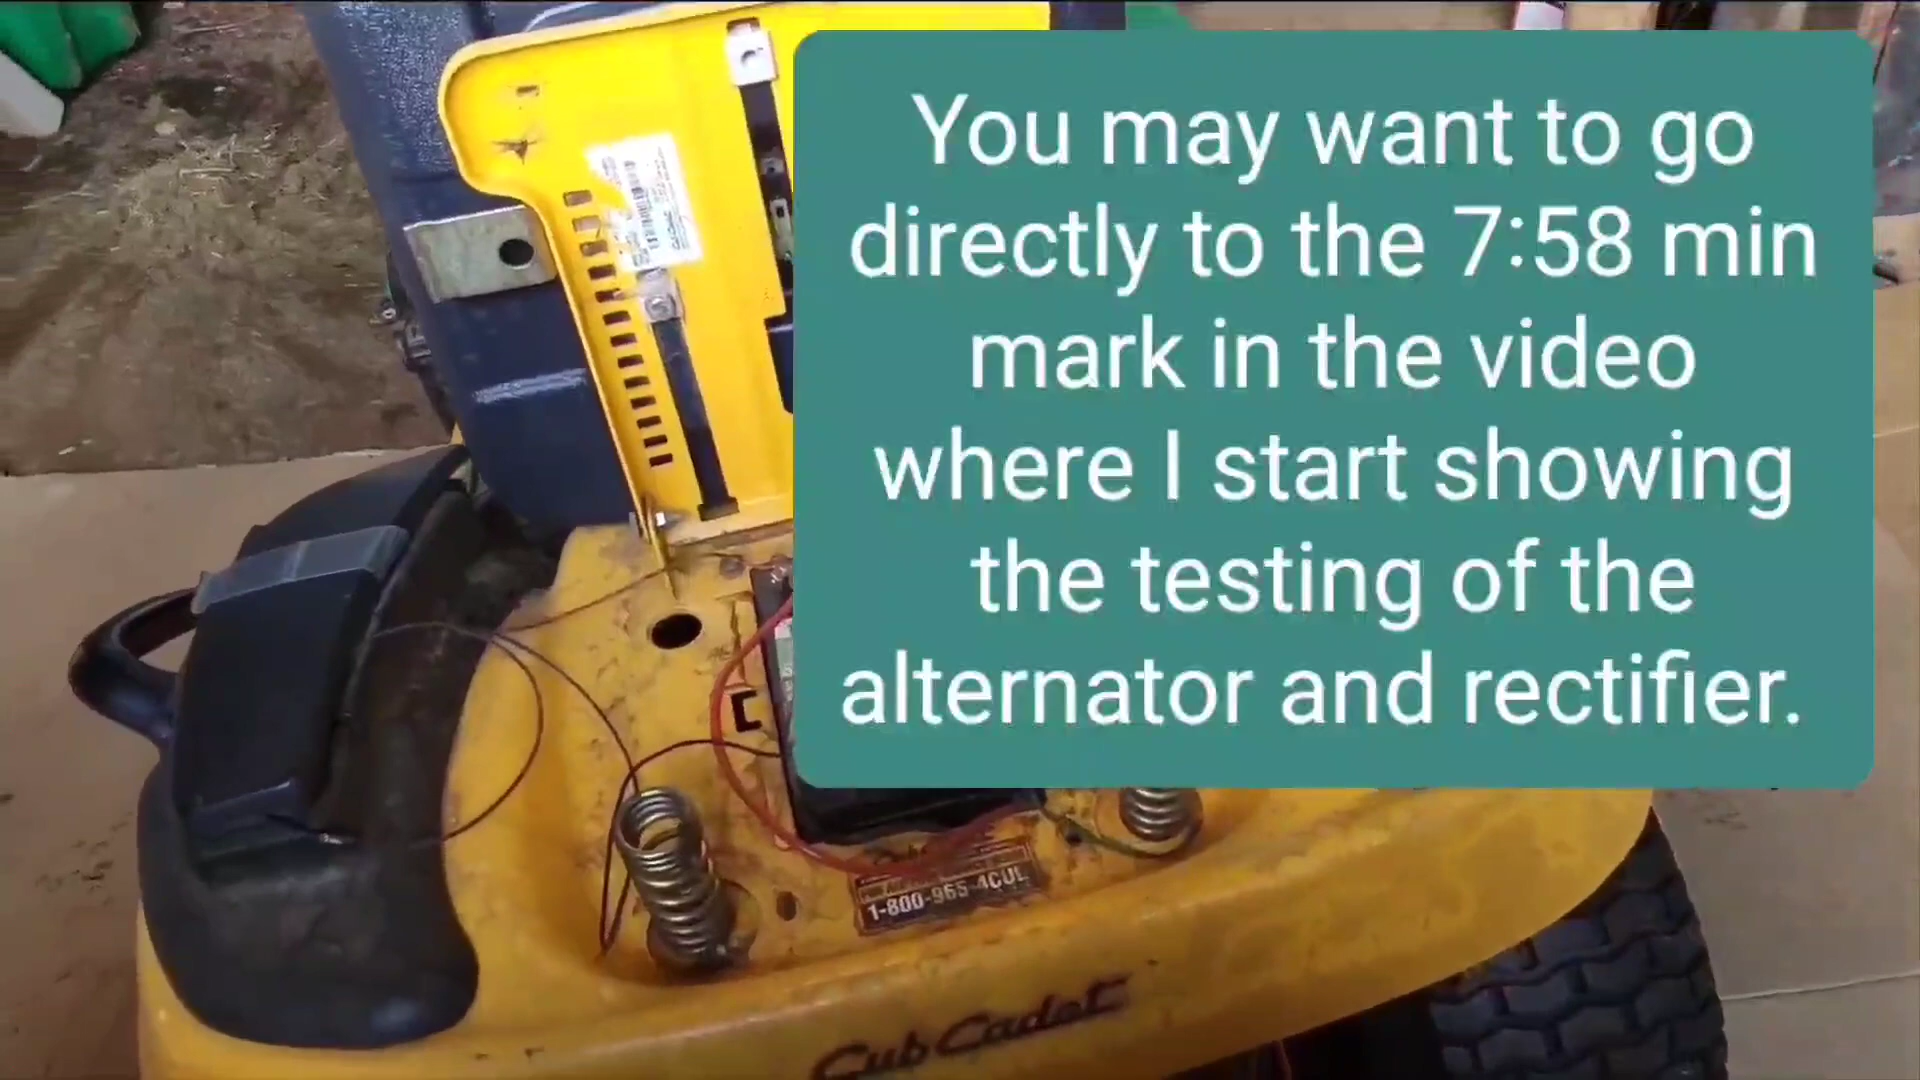 You may want to go
directly to the 7:58 min
mark in the video
where I start showing
the testing of the
alternator and rectifier.
1-800-965-4CUB
Cub Cadet